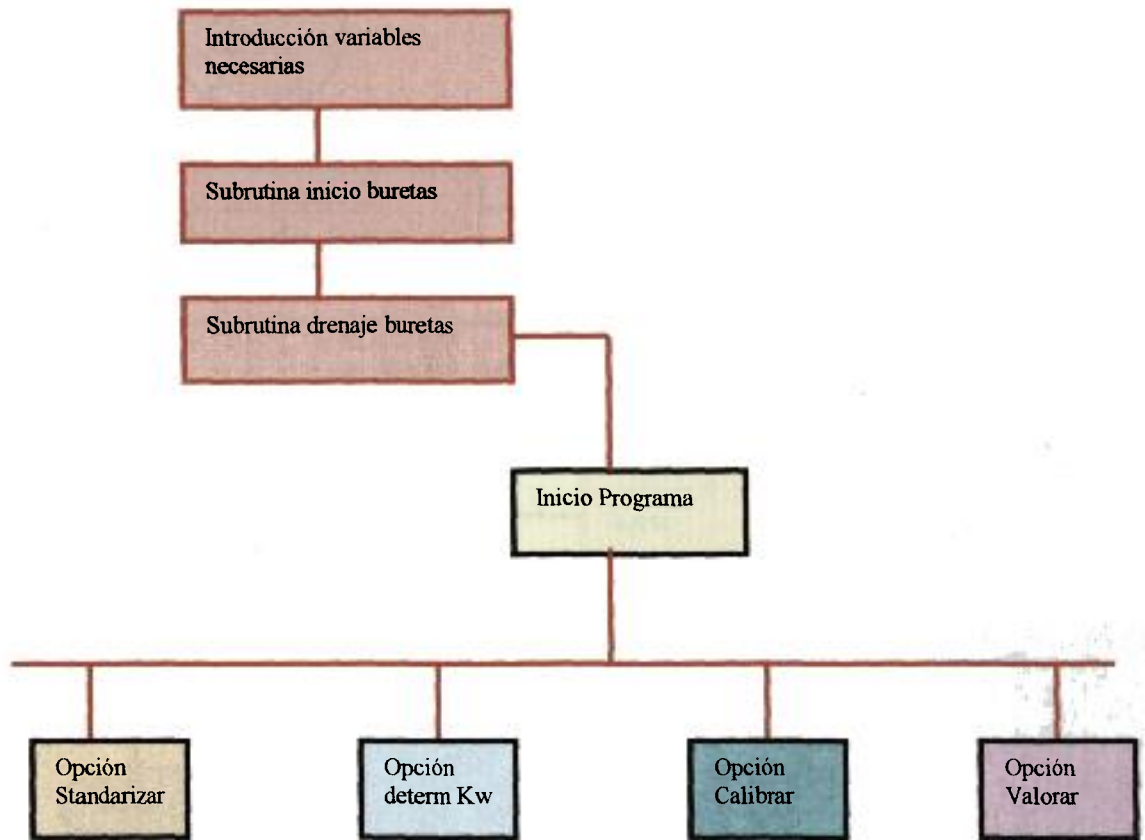 Introducción variables
necesarias
Subrutina inicio buretas
Subrutina drenaje buretas
Inicio Programa
Opción
Standarizar
Opción
determ Kw
Opción
Calibrar
Opción
Valorar